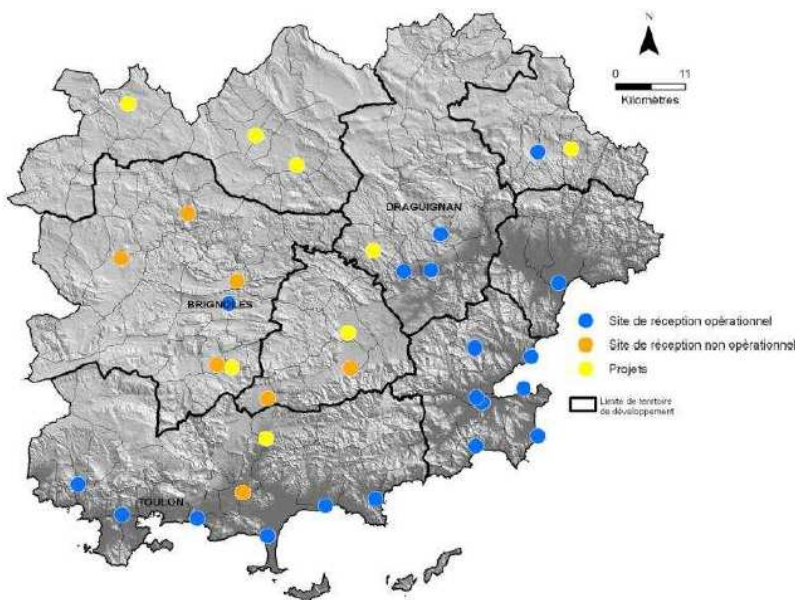 N
0 11
Kilomètres
DRAGUIGNAN
BRIGNOLES
Site de réception opérationnel
Site de réception non opérationnel
Projets
Limite de territoire
de développement
TOULON